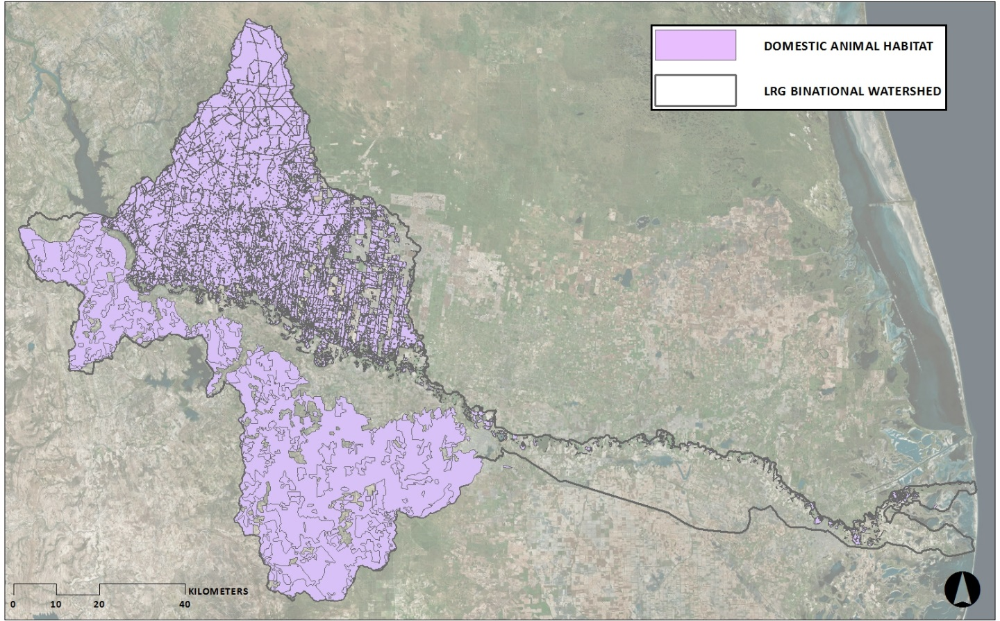 DOMESTIC ANIMAL HABITAT
LRG BINATIONAL WATERSHED
KILOMETERS
0 10 20 40